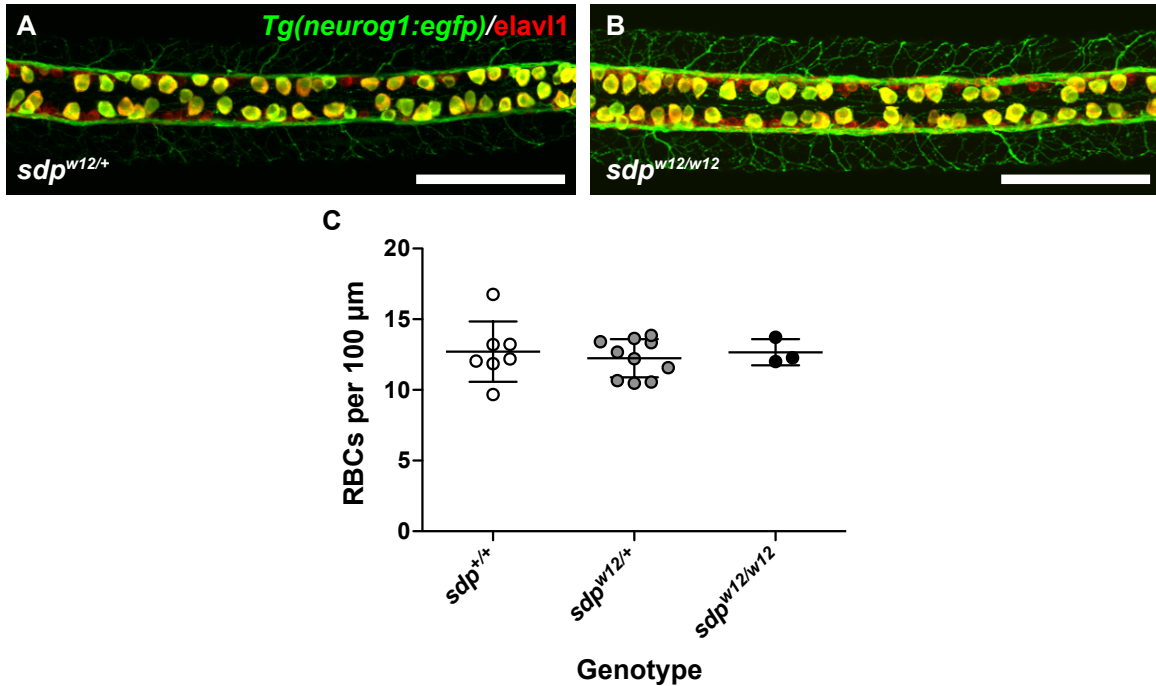 A
Tg(neurog1:egfp)/elavl1
sdp^w12/+
B
sdp^w12/w12
C
RBCs per 100 µm
20
15
10
5
0
sdp^+/+
sdp^w12/+
sdp^w12/w12
Genotype